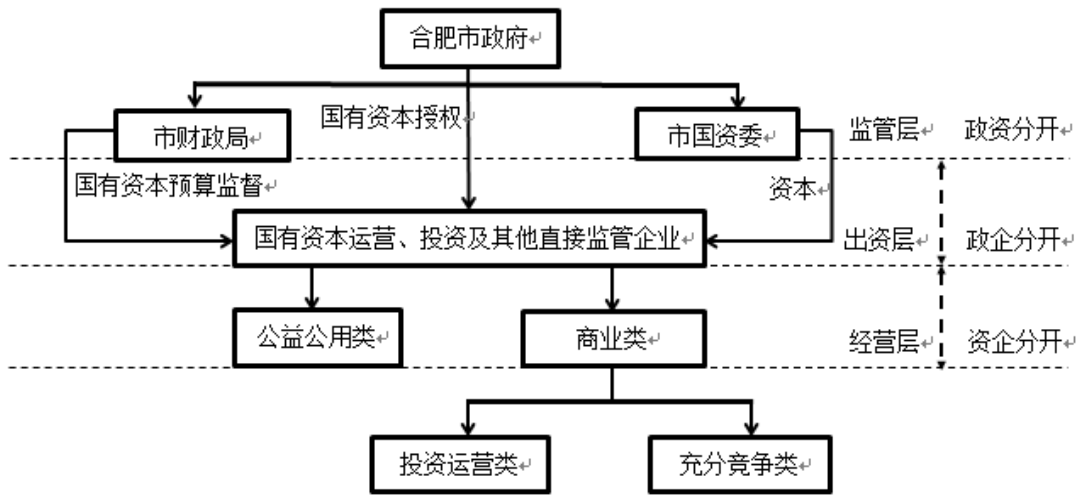 合肥市政府
国有资本授权
市财政局
市国资委
监管层
政资分开
国有资本预算监督
资本
国有资本运营、投资及其他直接监管企业
出资层
政企分开
公益公用类
商业类
经营层
资企分开
投资运营类
充分竞争类